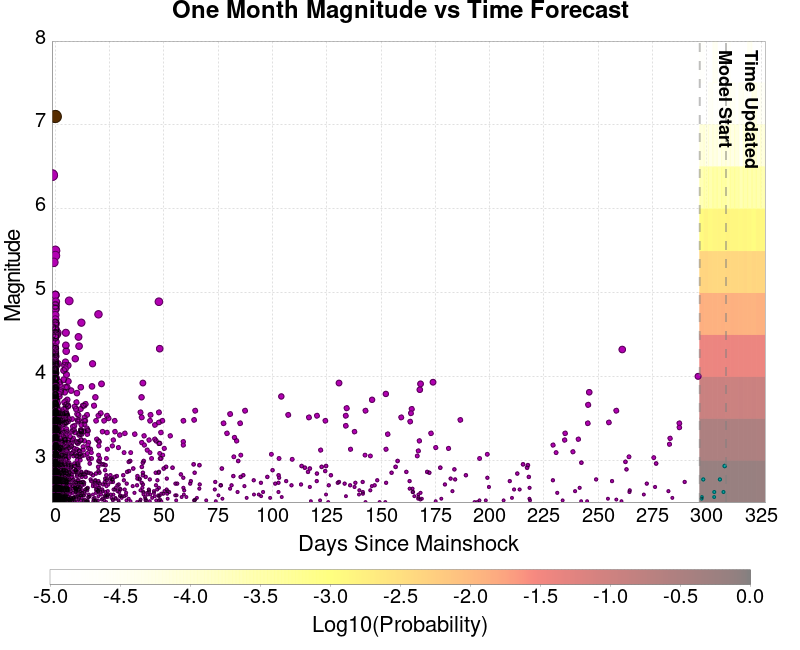 One Month Magnitude vs Time Forecast
8
7
6
5
4
3
Magnitude
Model Start
Time Updated
0 25 50 75 100 125 150 175 200 225 250 275 300 325
Days Since Mainshock
-5.0 -4.5 -4.0 -3.5 -3.0 -2.5 -2.0 -1.5 -1.0 -0.5 0.0
Log10(Probability)